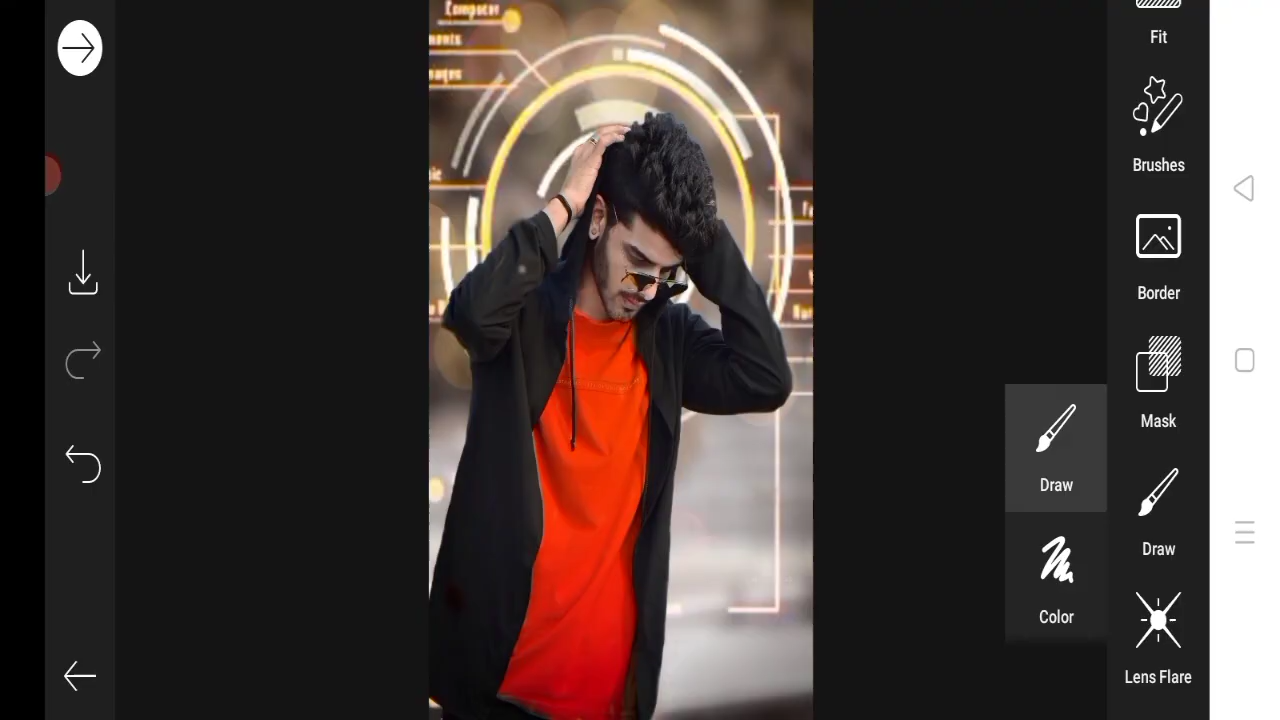 Composer
Fit
Brushes
Border
Mask
Draw
Draw
Color
Lens Flare